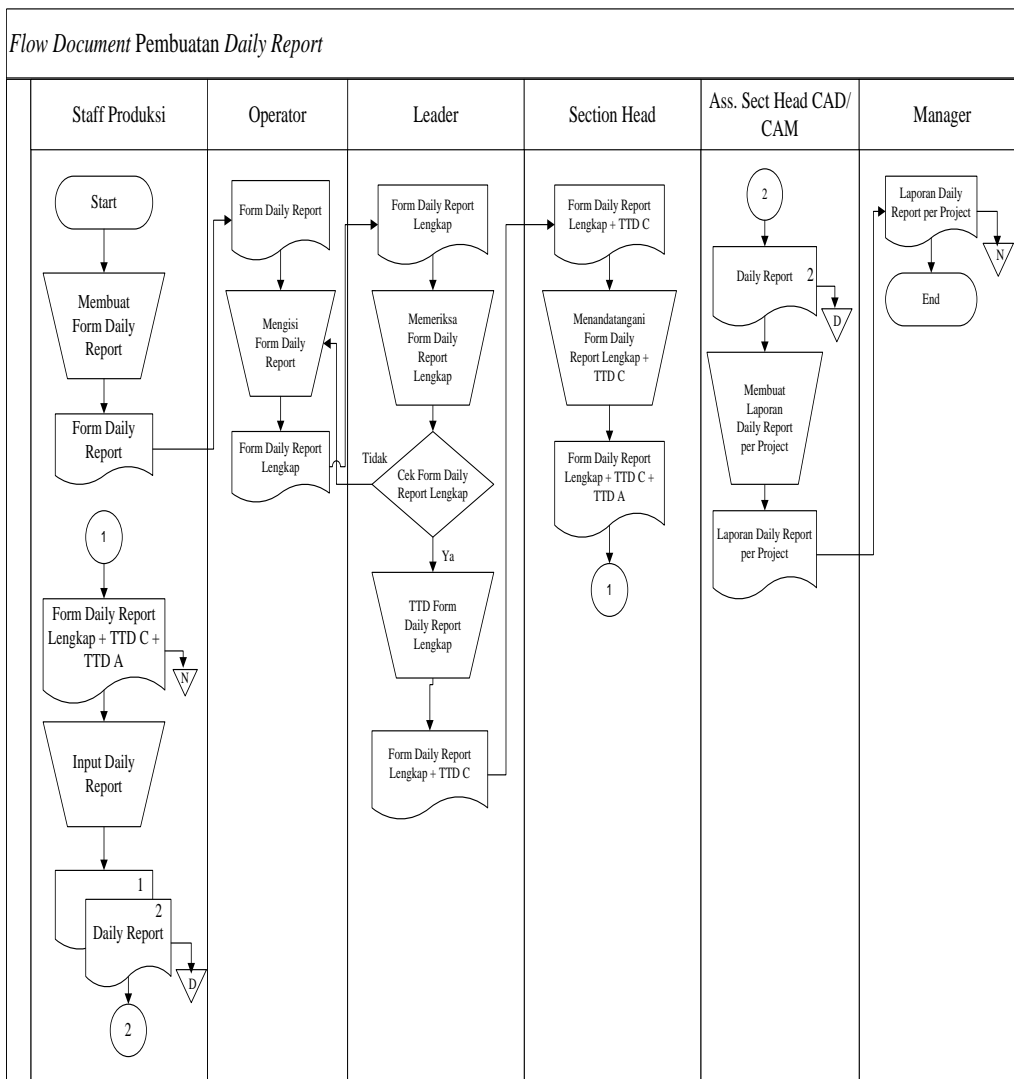 Flow Document Pembuatan Daily Report
Staff Produksi
Operator
Leader
Section Head
Ass. Sect Head CAD/
CAM
Manager
Start
Membuat
Form Daily
Report
Form Daily
Report
1
Form Daily Report
Lengkap + TTD C +
TTD A
N
Input Daily
Report
1
2
Daily Report
D
2
Form Daily Report
Mengisi
Form Daily
Report
Form Daily Report
Lengkap
Form Daily Report
Lengkap
Memeriksa
Form Daily
Report
Lengkap
Tidak
Cek Form Daily
Report Lengkap
Ya
TTD Form
Daily Report
Lengkap
Form Daily Report
Lengkap + TTD C
Form Daily Report
Lengkap + TTD C
Menandatangani
Form Daily
Report Lengkap +
TTD C
Form Daily Report
Lengkap + TTD C +
TTD A
1
2
Daily Report
2
D
Membuat
Laporan
Daily Report
per Project
Laporan Daily Report
per Project
Laporan Daily
Report per Project
N
End